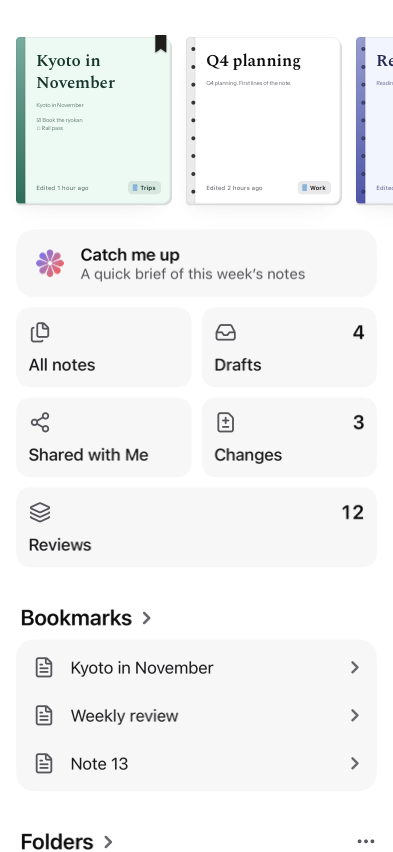 Kyoto in
November
Kyoto in November
Book the ryokan
Rail pass
Edited 1 hour ago
Trips
Q4 planning
Q4 planning. First lines of the note.
Edited 2 hours ago
Work
Catch me up
A quick brief of this week's notes
All notes
4
Drafts
Shared with Me
3
Changes
12
Reviews
Bookmarks
Kyoto in November
Weekly review
Note 13
Folders